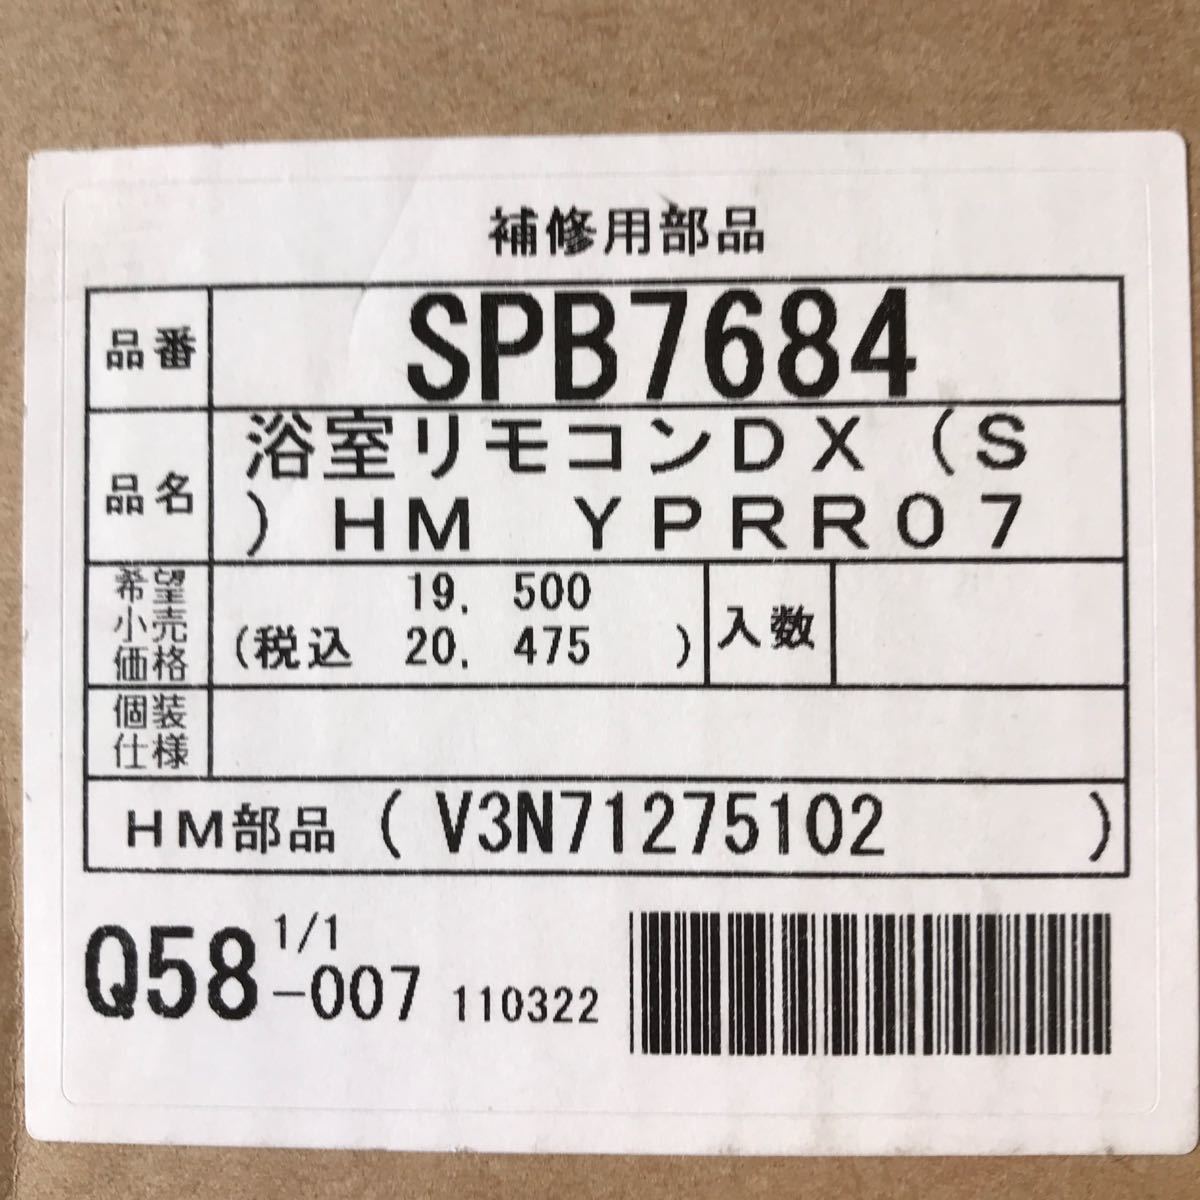 補修用部品
品番 SPB7684
品名 浴室リモコンDX(S
)HM YPRR07
希望
小売
価格
19. 500
(税込 20. 475 )
入数
個装
仕様
HM部品 ( V3N71275102 )
Q58 1/1 -007 110322